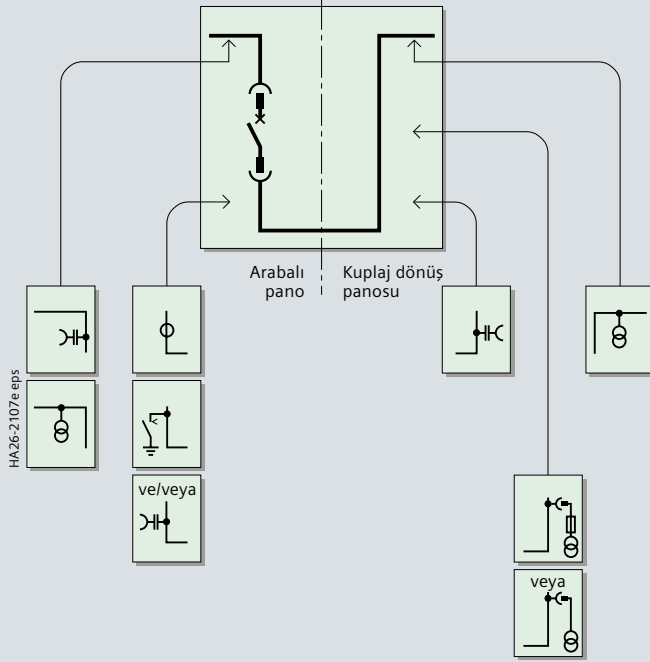 Arabalı
pano
Kuplaj dönüş
panosu
HA26-2107e eps
ve/veya
veya